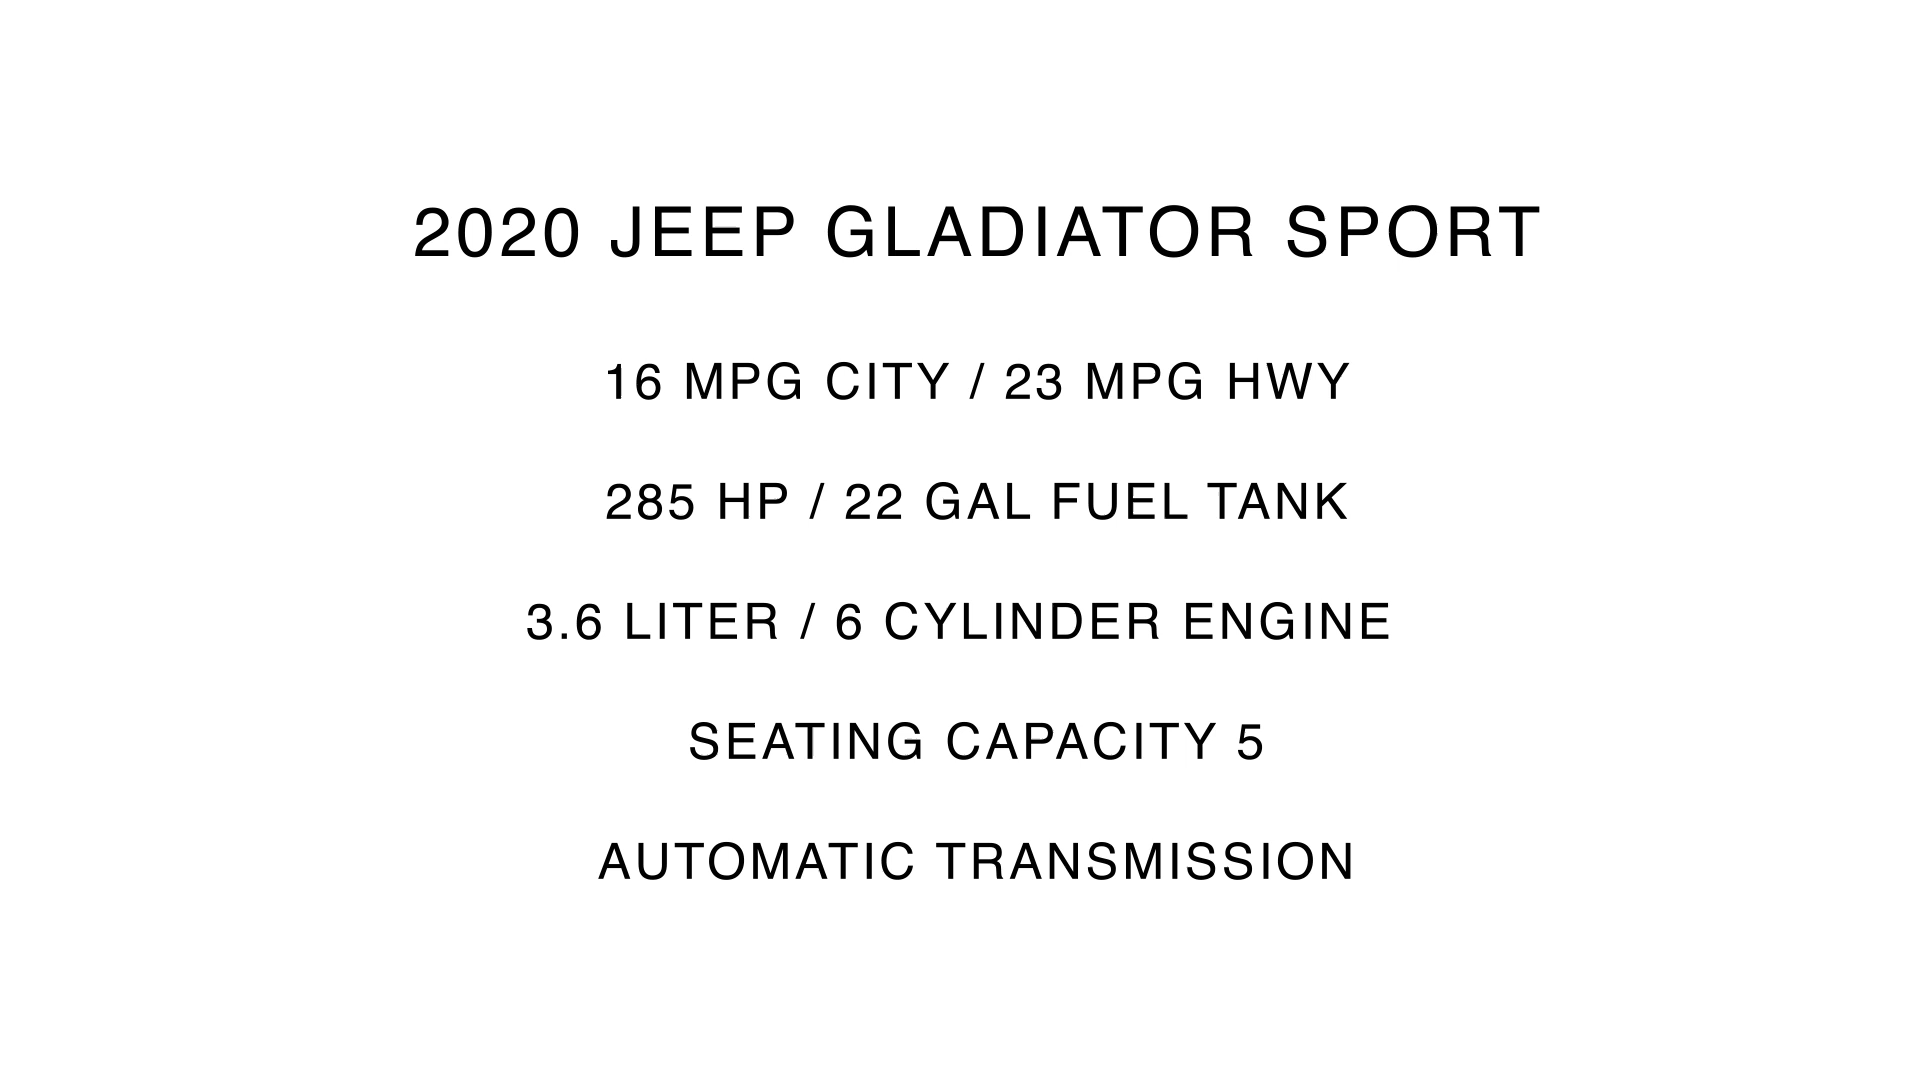 2020 JEEP GLADIATOR SPORT
16 MPG CITY / 23 MPG HWY
285 HP / 22 GAL FUEL TANK
3.6 LITER / 6 CYLINDER ENGINE
SEATING CAPACITY 5
AUTOMATIC TRANSMISSION